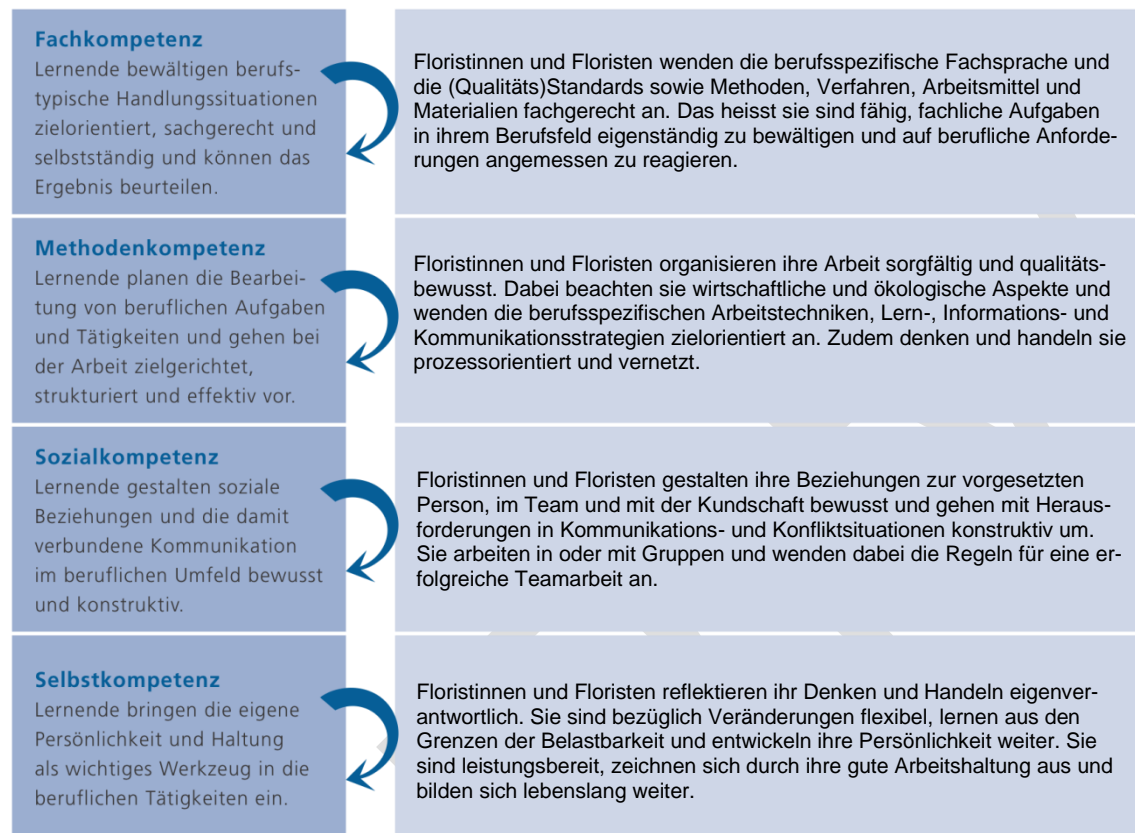 Fachkompetenz
Lernende bewältigen berufs-
typische Handlungssituationen
zielorientiert, sachgerecht und
selbstständig und können das
Ergebnis beurteilen.
Floristinnen und Floristen wenden die berufsspezifische Fachsprache und
die (Qualitäts)Standards sowie Methoden, Verfahren, Arbeitsmittel und
Materialien fachgerecht an. Das heisst sie sind fähig, fachliche Aufgaben
in ihrem Berufsfeld eigenständig zu bewältigen und auf berufliche Anforde-
rungen angemessen zu reagieren.
Methodenkompetenz
Lernende planen die Bearbei-
tung von beruflichen Aufgaben
und Tätigkeiten und gehen bei
der Arbeit zielgerichtet,
strukturiert und effektiv vor.
Floristinnen und Floristen organisieren ihre Arbeit sorgfältig und qualitäts-
bewusst. Dabei beachten sie wirtschaftliche und ökologische Aspekte und
wenden die berufsspezifischen Arbeitstechniken, Lern-, Informations- und
Kommunikationsstrategien zielorientiert an. Zudem denken und handeln sie
prozessorientiert und vernetzt.
Sozialkompetenz
Lernende gestalten soziale
Beziehungen und die damit
verbundene Kommunikation
im beruflichen Umfeld bewusst
und konstruktiv.
Floristinnen und Floristen gestalten ihre Beziehungen zur vorgesetzten
Person, im Team und mit der Kundschaft bewusst und gehen mit Heraus-
forderungen in Kommunikations- und Konfliktsituationen konstruktiv um.
Sie arbeiten in oder mit Gruppen und wenden dabei die Regeln für eine er-
folgreiche Teamarbeit an.
Selbstkompetenz
Lernende bringen die eigene
Persönlichkeit und Haltung
als wichtiges Werkzeug in die
beruflichen Tätigkeiten ein.
Floristinnen und Floristen reflektieren ihr Denken und Handeln eigenver-
antwortlich. Sie sind bezüglich Veränderungen flexibel, lernen aus den
Grenzen der Belastbarkeit und entwickeln ihre Persönlichkeit weiter. Sie
sind leistungsbereit, zeichnen sich durch ihre gute Arbeitshaltung aus und
bilden sich lebenslang weiter.